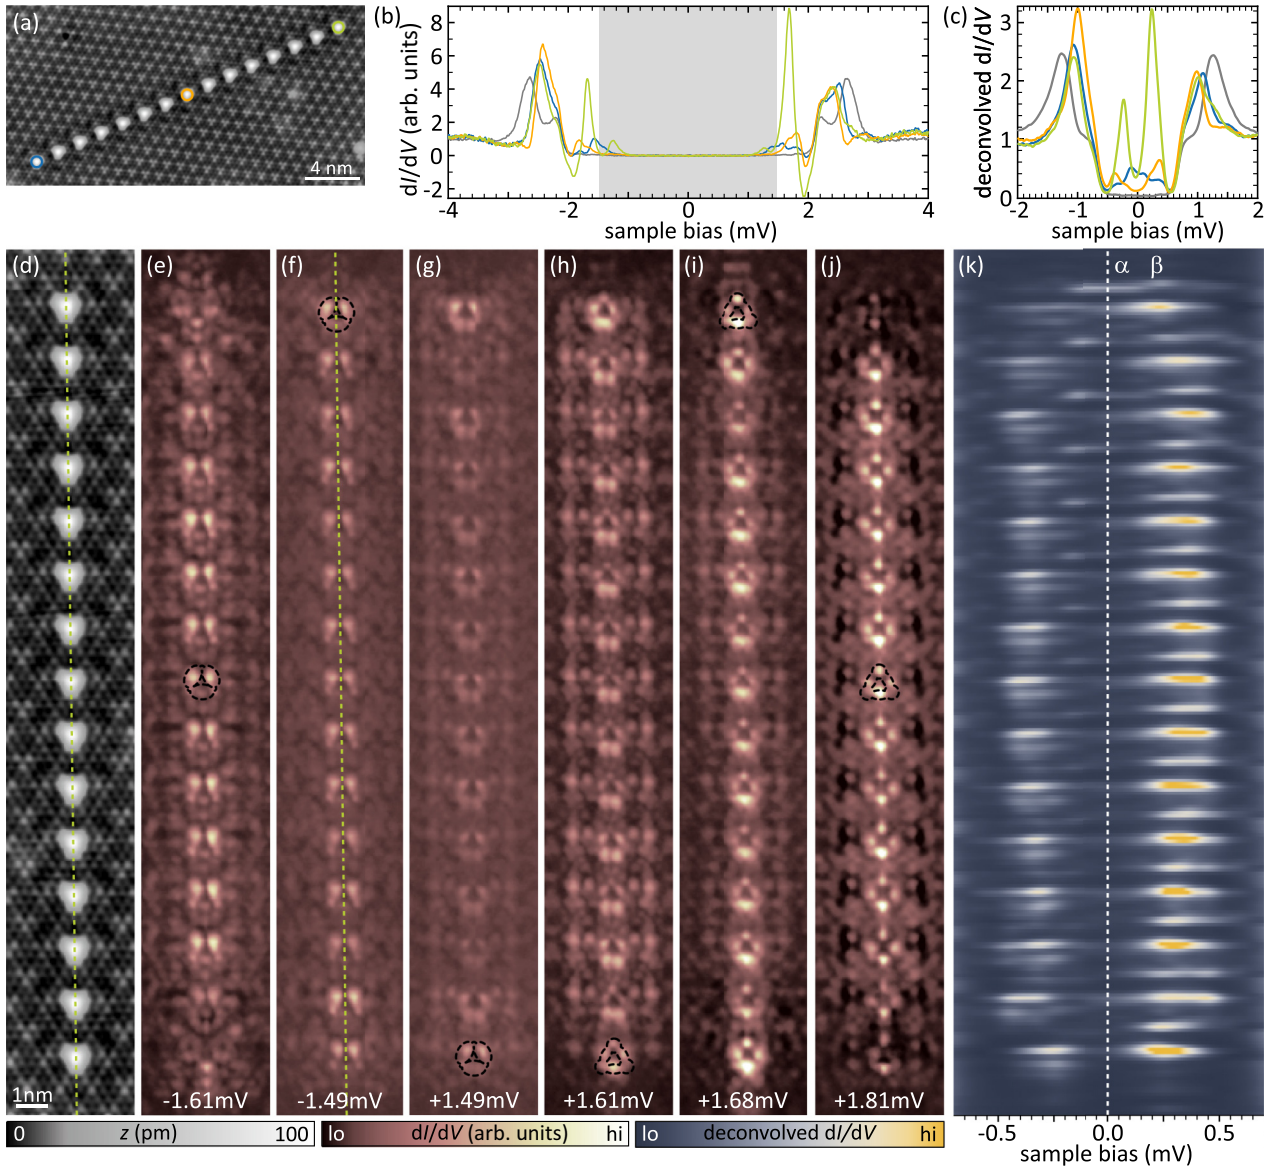 (a)
4 nm
(b)
dI/dV (arb. units)
8
6
4
2
0
-2
-4
-2
0
2
4
sample bias (mV)
(c)
deconvolved dI/dV
3
2
1
0
-2
-1
0
1
2
sample bias (mV)
(d)
1nm
(e)
-1.61mV
(f)
-1.49mV
(g)
+1.49mV
(h)
+1.61mV
(i)
+1.68mV
(j)
+1.81mV
(k)
α β
0 z (pm) 100
lo dI/dV (arb. units) hi
lo deconvolved dI/dV hi
-0.5 0.0 0.5
sample bias (mV)